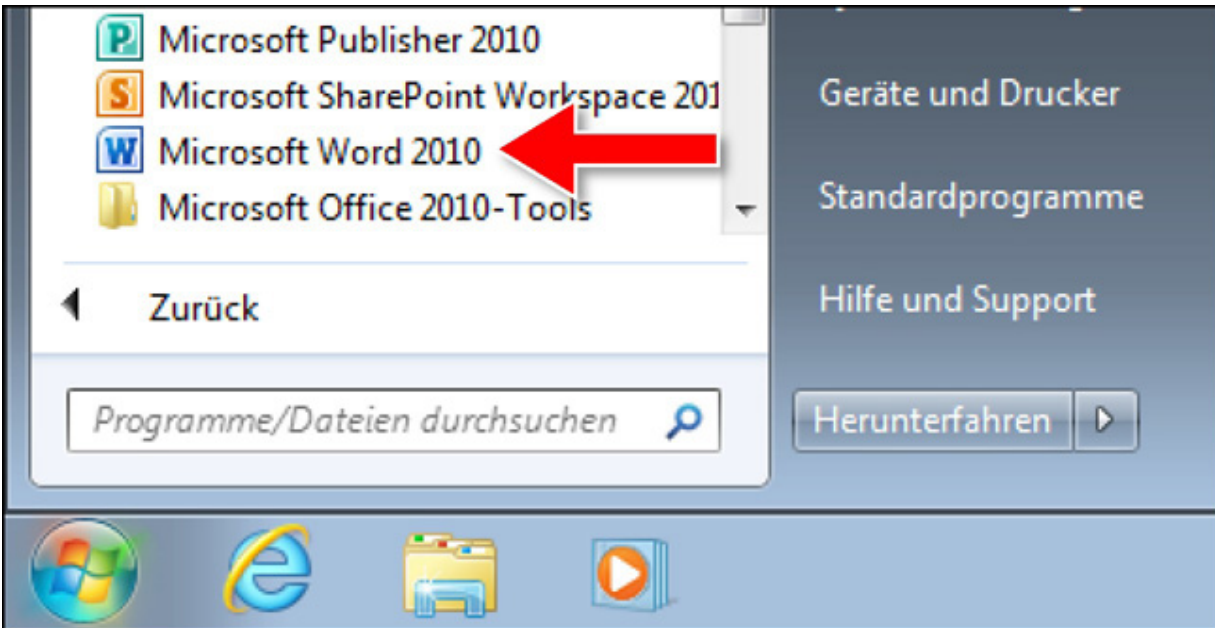 Microsoft Publisher 2010
Microsoft SharePoint Workspace 201
Microsoft Word 2010
Microsoft Office 2010-Tools
Zurück
Programme/Dateien durchsuchen
Geräte und Drucker
Standardprogramme
Hilfe und Support
Herunterfahren